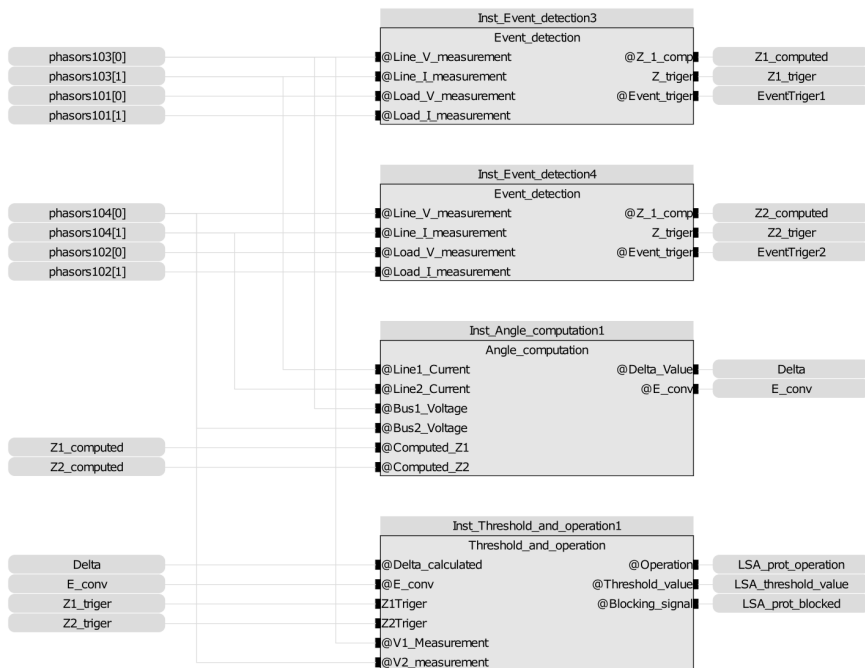 Inst_Event_detection3
Event_detection
phasors103[0] @Line_V_measurement @Z_1_comp Z1_computed
phasors103[1] @Line_I_measurement Z_triger Z1_triger
phasors101[0] @Load_V_measurement @Event_triger EventTriger1
phasors101[1] @Load_I_measurement
Inst_Event_detection4
Event_detection
phasors104[0] @Line_V_measurement @Z_1_comp Z2_computed
phasors104[1] @Line_I_measurement Z_triger Z2_triger
phasors102[0] @Load_V_measurement @Event_triger EventTriger2
phasors102[1] @Load_I_measurement
Inst_Angle_computation1
Angle_computation
@Line1_Current @Delta_Value Delta
@Line2_Current @E_conv E_conv
@Bus1_Voltage
@Bus2_Voltage
Z1_computed @Computed_Z1
Z2_computed @Computed_Z2
Inst_Threshold_and_operation1
Threshold_and_operation
Delta @Delta_calculated @Operation LSA_prot_operation
E_conv @E_conv @Threshold_value LSA_threshold_value
Z1_triger Z1Triger @Blocking_signal LSA_prot_blocked
Z2_triger Z2Triger
@V1_Measurement
@V2_measurement